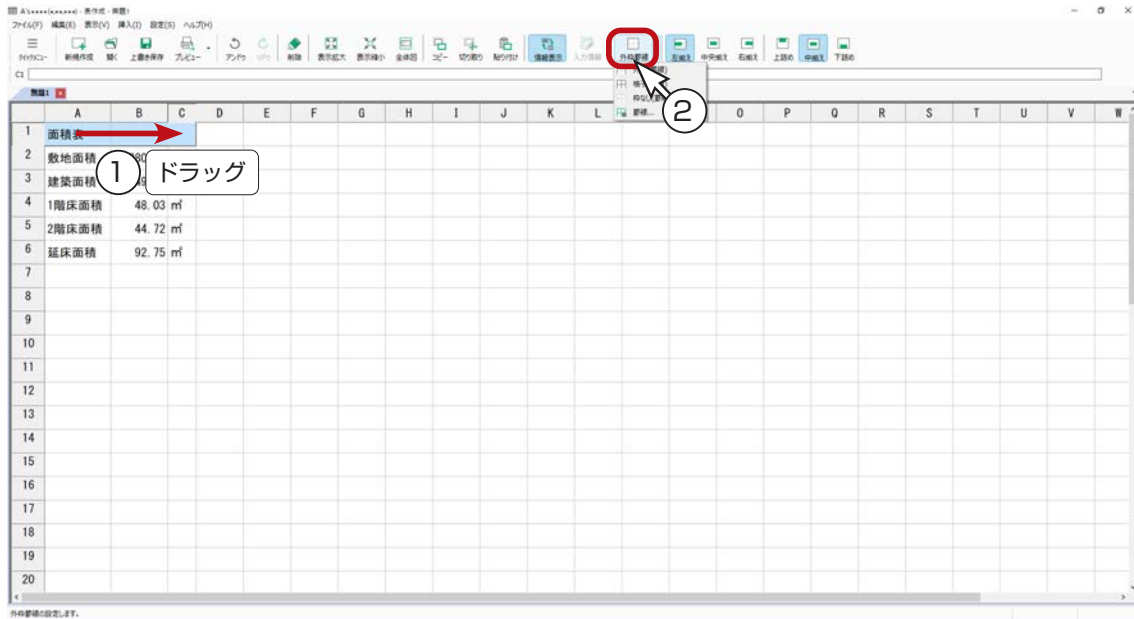 ファイル(F) 編集(E) 表示(V) 挿入(I) 設定(S) ヘルプ(H)
新規作成 開く 上書き保存 プレビュー アンドゥ 削除 表示拡大 表示縮小 全体図 コピー 切り取り 貼り付け 情報表示 入力情報 外枠罫線 左揃え 中央揃え 右揃え 上詰め 中揃え 下詰め
C1
無題1
罫線...
②
A B C D E F G H I J K L O P Q R S T U V W
1 面積表
2 敷地面積
① ドラッグ
3 建築面積
4 1階床面積 48.03 ㎡
5 2階床面積 44.72 ㎡
6 延床面積 92.75 ㎡
7
8
9
10
11
12
13
14
15
16
17
18
19
20
外枠罫線の設定します。